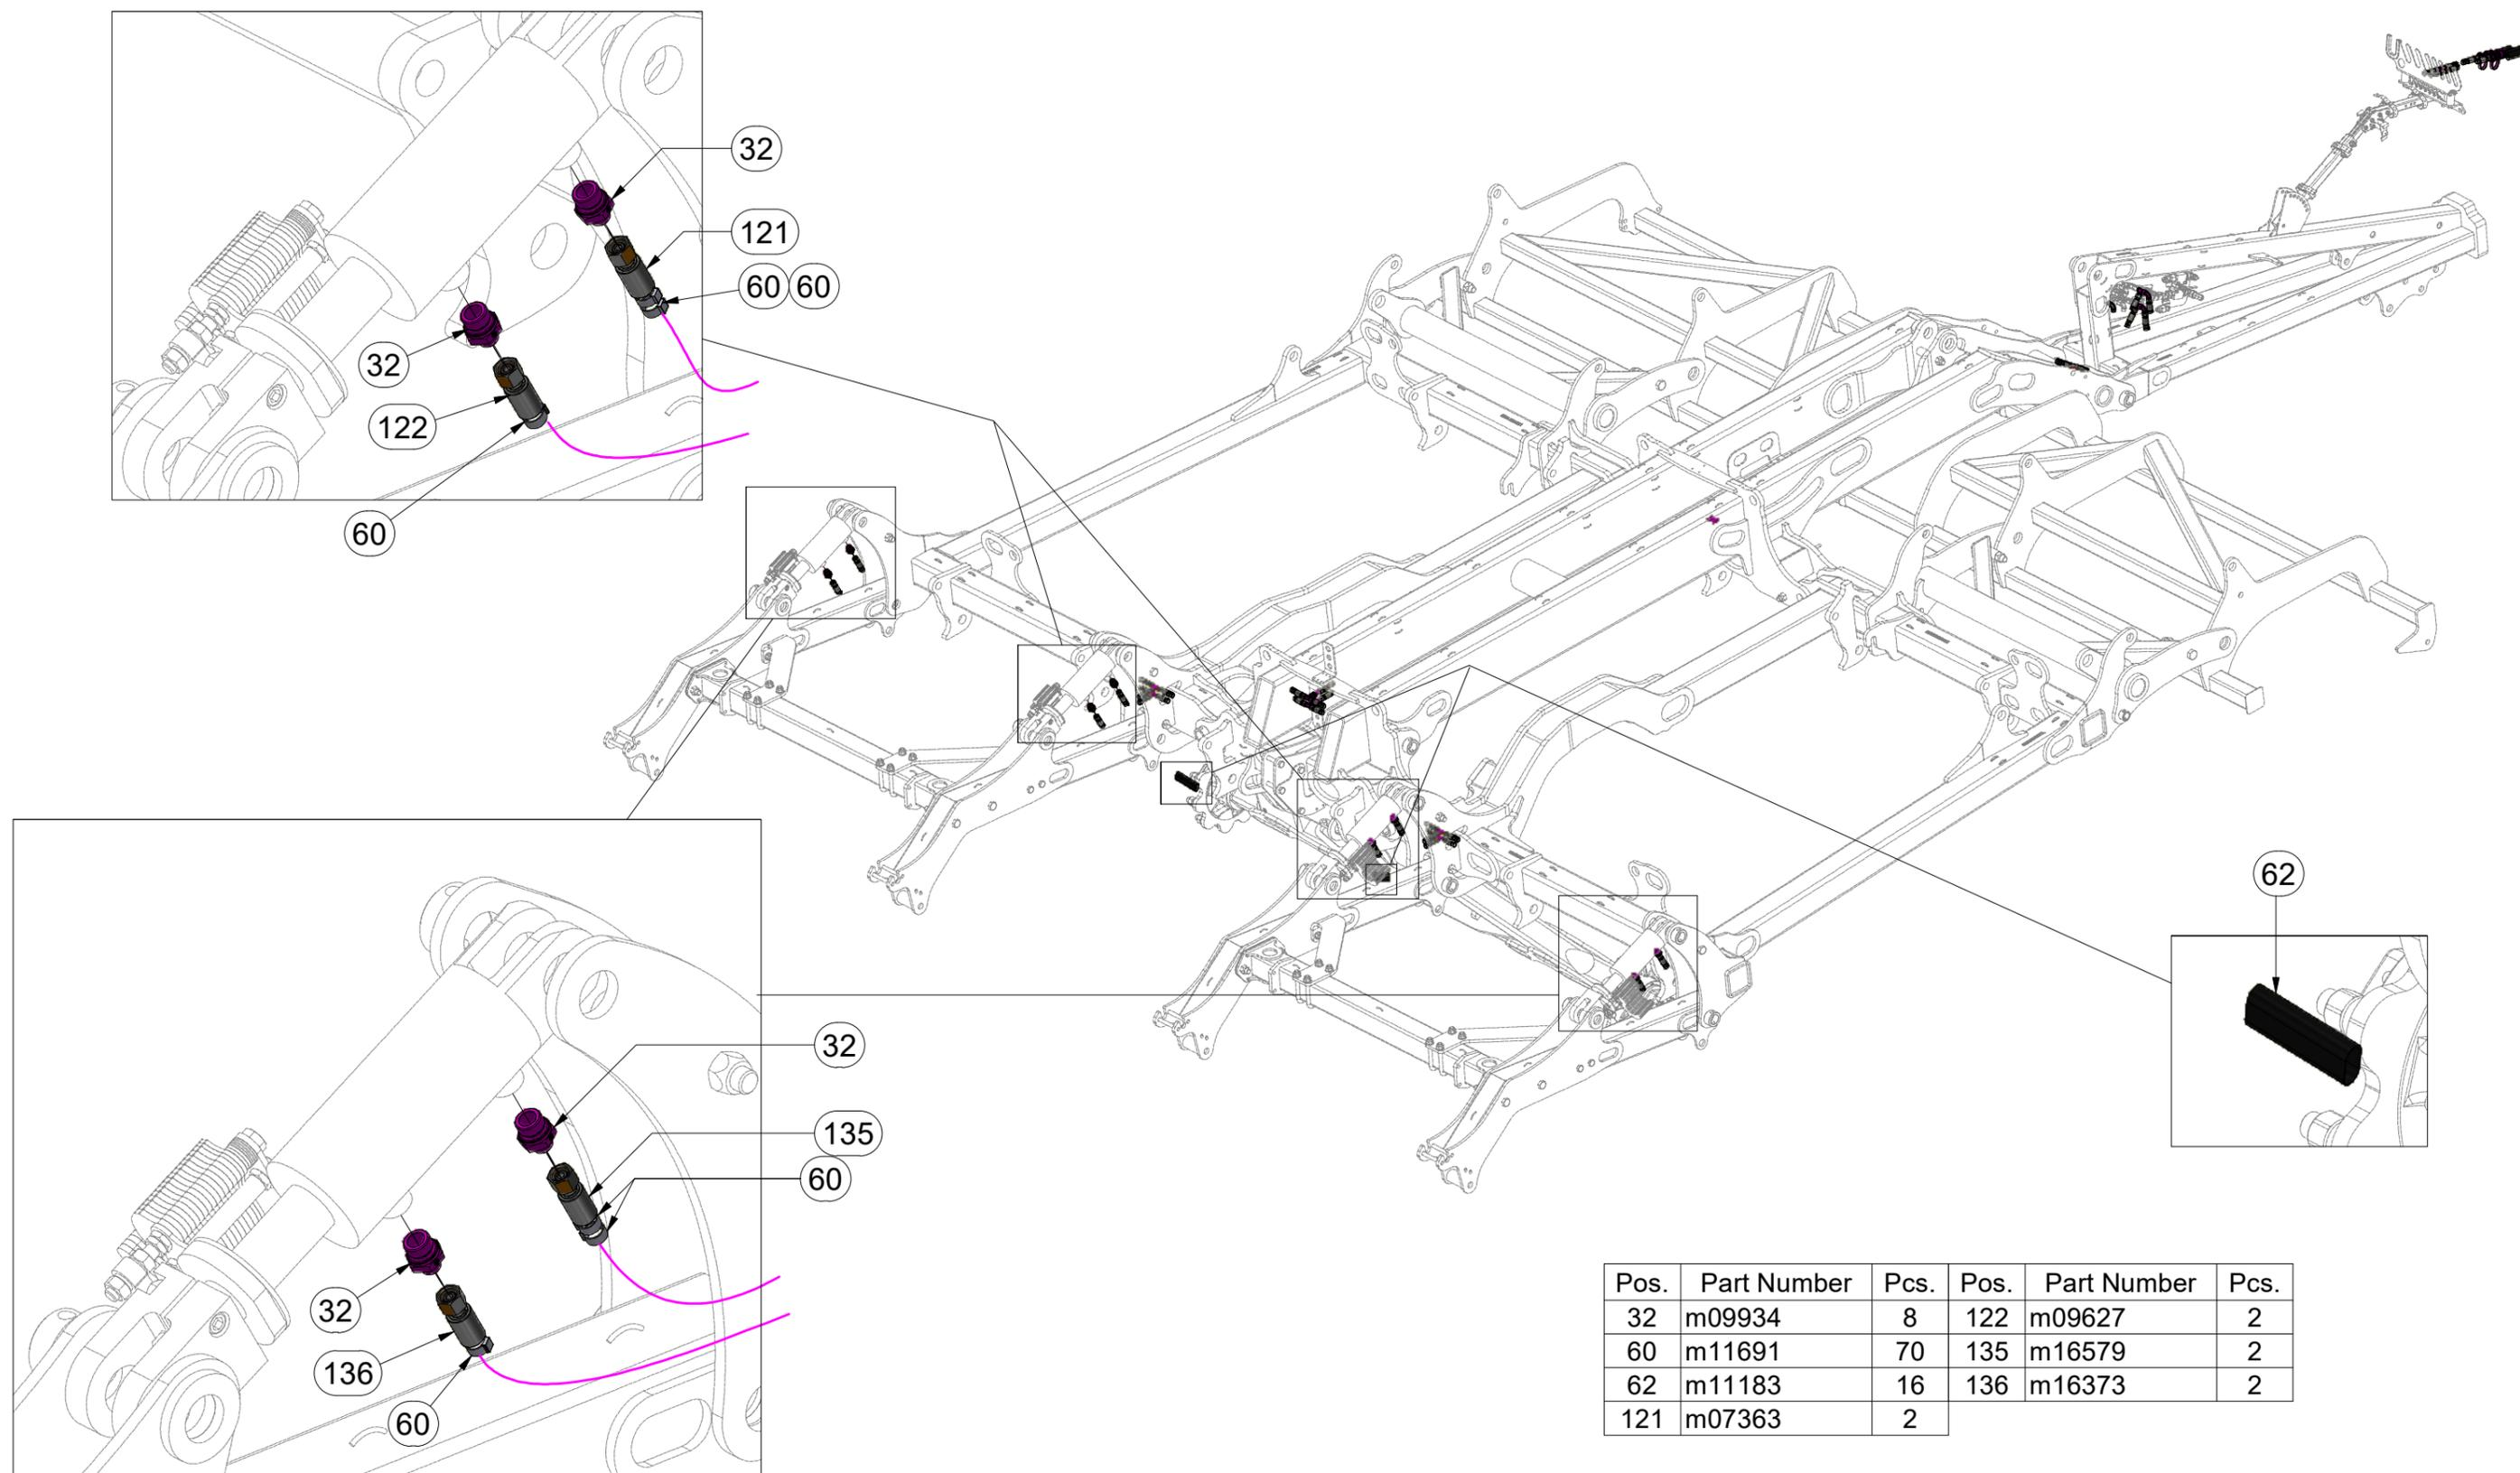 32
121
60 60
32
122
60
62
32
135
60
32
136
60
Pos. Part Number Pcs. Pos. Part Number Pcs.
32 m09934 8 122 m09627 2
60 m11691 70 135 m16579 2
62 m11183 16 136 m16373 2
121 m07363 2